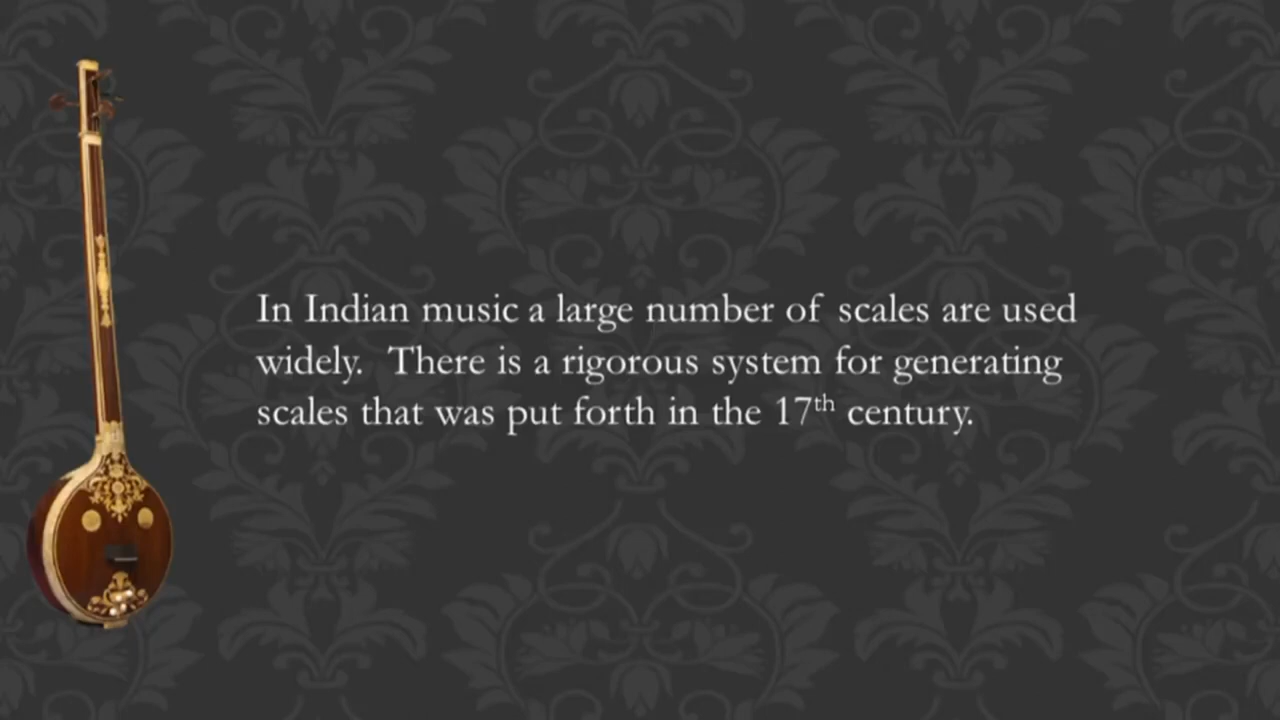 In Indian music a large number of scales are used
widely. There is a rigorous system for generating
scales that was put forth in the 17th century.